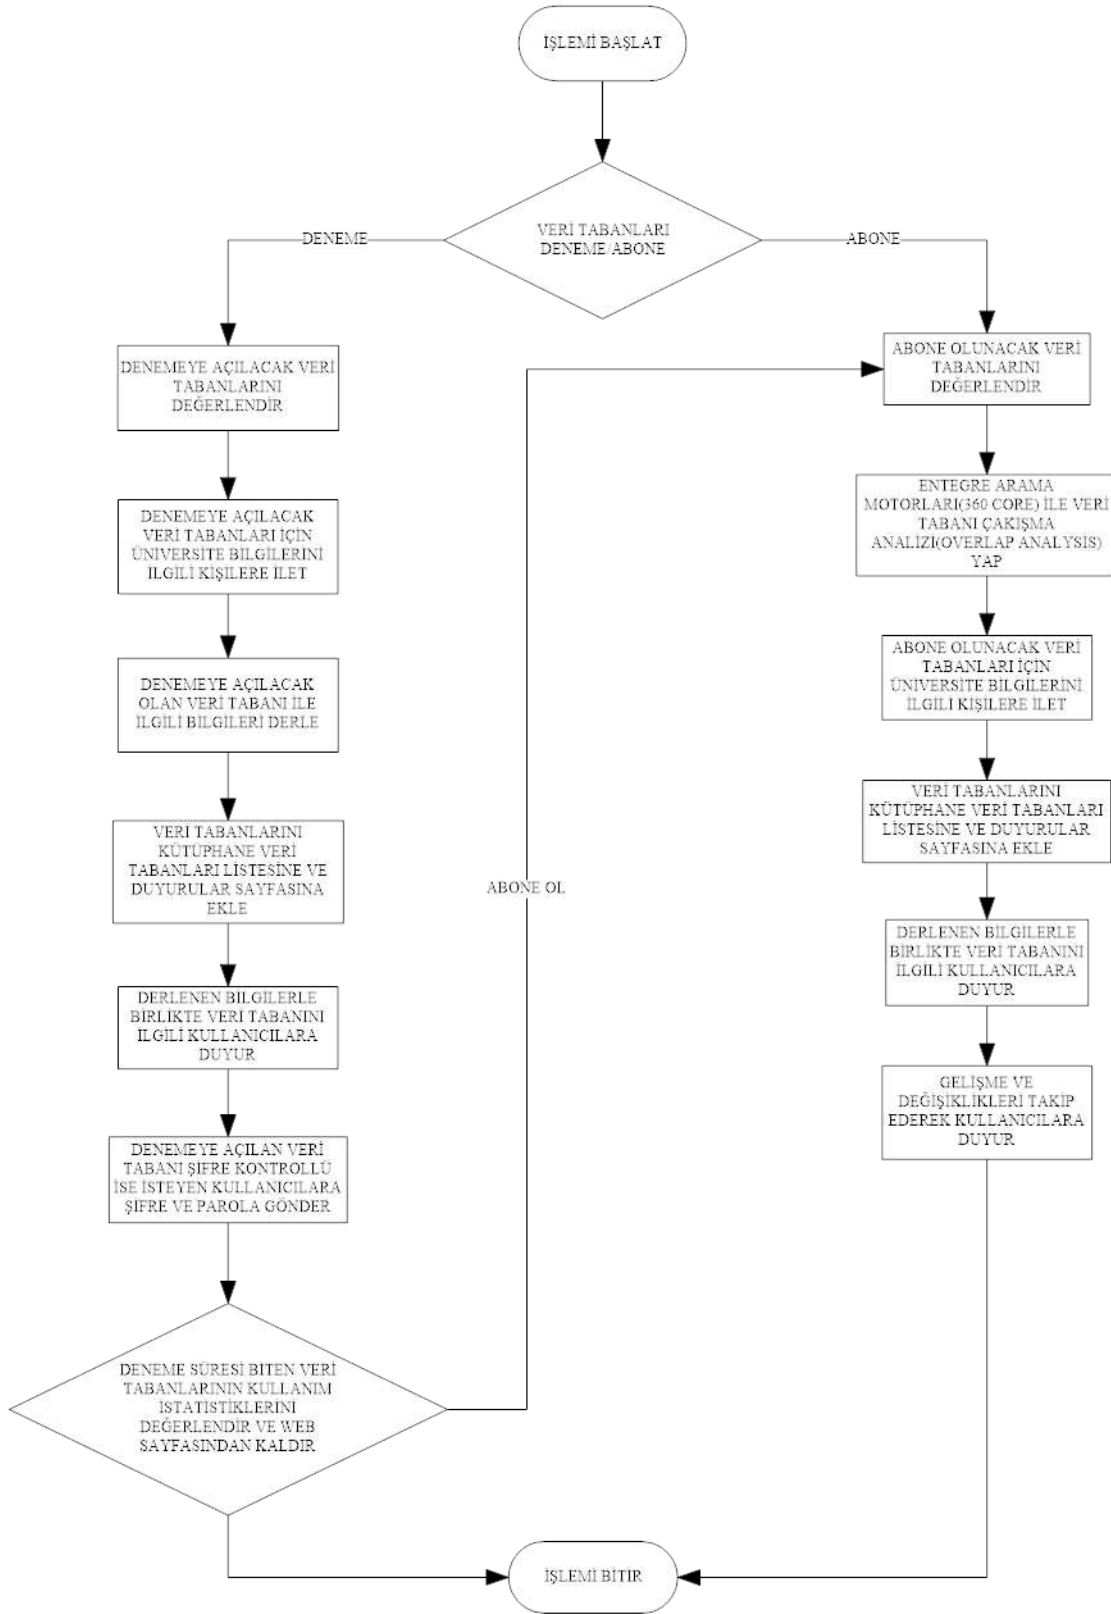 İŞLEMİ BAŞLAT
VERİ TABANLARI
DENEME/ABONE
DENEME
ABONE
DENEMEYE AÇILACAK VERİ
TABANLARINI
DEĞERLENDİR
DENEMEYE AÇILACAK
VERİ TABANLARI İÇİN
ÜNİVERSİTE BİLGİLERİNİ
İLGİLİ KİŞİLERE İLET
DENEMEYE AÇILACAK
OLAN VERİ TABANI İLE
İLGİLİ BİLGİLERİ DERLE
VERİ TABANLARINI
KÜTÜPHANE VERİ
TABANLARI LİSTESİNE VE
DUYURULAR SAYFASINA
EKLE
DERLENEN BİLGİLERLE
BİRLİKTE VERİ TABANINI
İLGİLİ KULLANICILARA
DUYUR
DENEMEYE AÇILAN VERİ
TABANI ŞİFRE KONTROLLÜ
İSE İSTEYEN KULLANICILARA
ŞİFRE VE PAROLA GÖNDER
DENEME SÜRESİ BİTEN VERİ
TABANLARININ KULLANIM
İSTATİSTİKLERİNİ
DEĞERLENDİR VE WEB
SAYFASINDAN KALDIR
ABONE OL
ABONE OLUNACAK VERİ
TABANLARINI
DEĞERLENDİR
ENTEGRE ARAMA
MOTORLARI(360 CORE) İLE VERİ
TABANI ÇAKIŞMA
ANALİZİ(OVERLAP ANALYSIS)
YAP
ABONE OLUNACAK VERİ
TABANLARI İÇİN
ÜNİVERSİTE BİLGİLERİNİ
İLGİLİ KİŞİLERE İLET
VERİ TABANLARINI
KÜTÜPHANE VERİ TABANLARI
LİSTESİNE VE DUYURULAR
SAYFASINA EKLE
DERLENEN BİLGİLERLE
BİRLİKTE VERİ TABANINI
İLGİLİ KULLANICILARA
DUYUR
GELİŞME VE
DEĞİŞİKLİKLERİ TAKİP
EDEREK KULLANICILARA
DUYUR
İŞLEMİ BİTİR